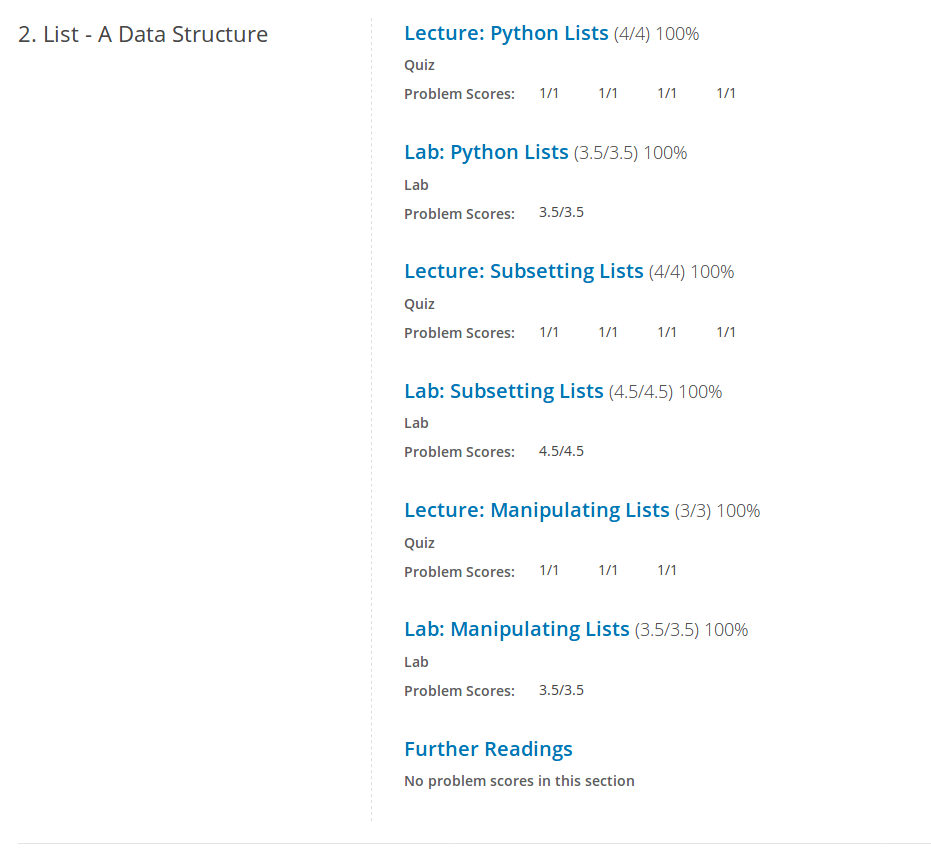 2. List - A Data Structure
Lecture: Python Lists (4/4) 100%
Quiz
Problem Scores: 1/1 1/1 1/1 1/1
Lab: Python Lists (3.5/3.5) 100%
Lab
Problem Scores: 3.5/3.5
Lecture: Subsetting Lists (4/4) 100%
Quiz
Problem Scores: 1/1 1/1 1/1 1/1
Lab: Subsetting Lists (4.5/4.5) 100%
Lab
Problem Scores: 4.5/4.5
Lecture: Manipulating Lists (3/3) 100%
Quiz
Problem Scores: 1/1 1/1 1/1
Lab: Manipulating Lists (3.5/3.5) 100%
Lab
Problem Scores: 3.5/3.5
Further Readings
No problem scores in this section